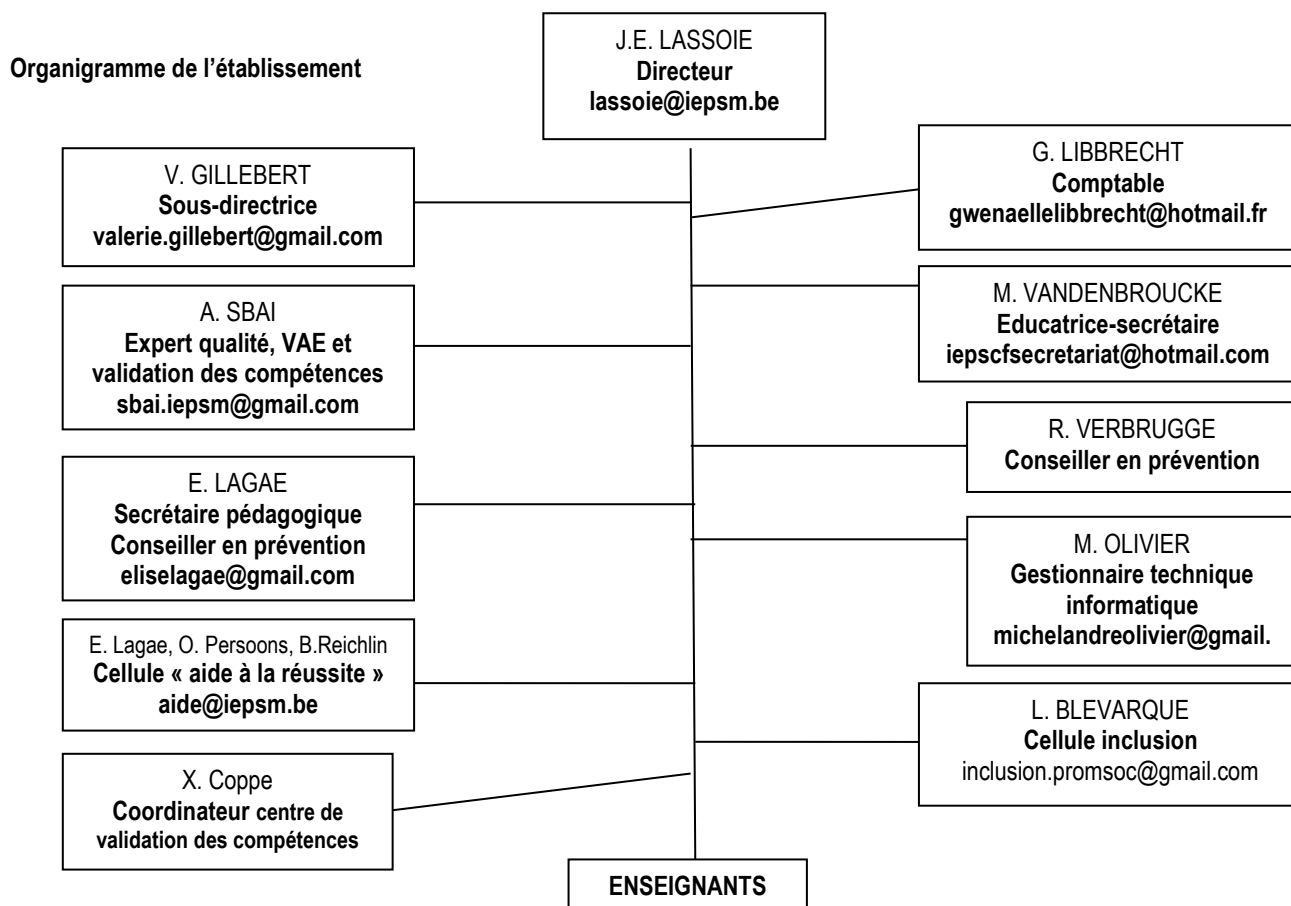 Organigramme de l'établissement
J.E. LASSOIE
Directeur
lassoie@iepsm.be
V. GILLEBERT
Sous-directrice
valerie.gillebert@gmail.com
G. LIBBRECHT
Comptable
gwenaellelibbrecht@hotmail.fr
A. SBAI
Expert qualité, VAE et
validation des compétences
sbai.iepsm@gmail.com
M. VANDENBROUCKE
Educatrice-secrétaire
iepscfsecretariat@hotmail.com
R. VERBRUGGE
Conseiller en prévention
E. LAGAE
Secrétaire pédagogique
Conseiller en prévention
eliselagae@gmail.com
M. OLIVIER
Gestionnaire technique
informatique
michelandreolivier@gmail.
E. Lagae, O. Persoons, B.Reichlin
Cellule « aide à la réussite »
aide@iepsm.be
L. BLEVARQUE
Cellule inclusion
inclusion.promsoc@gmail.com
X. Coppe
Coordinateur centre de
validation des compétences
ENSEIGNANTS